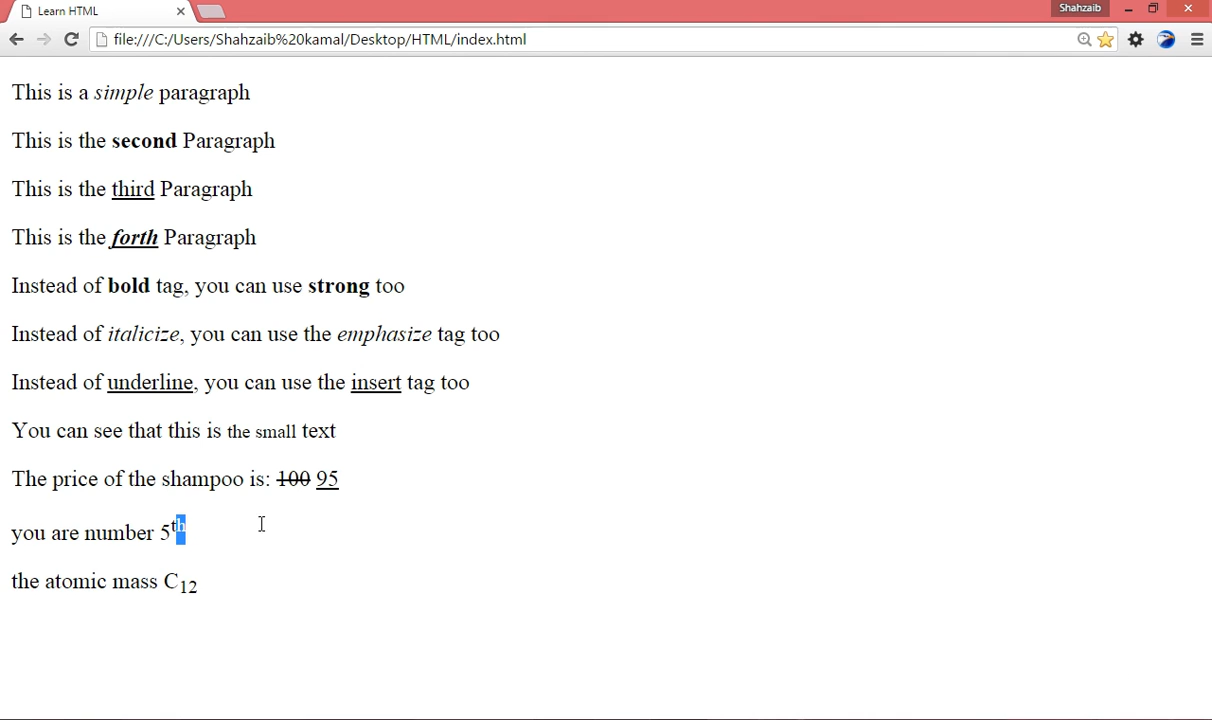 Learn HTML
Shahzaib
file:///C:/Users/Shahzaib%20kamal/Desktop/HTML/index.html
This is a simple paragraph
This is the second Paragraph
This is the third Paragraph
This is the forth Paragraph
Instead of bold tag, you can use strong too
Instead of italicize, you can use the emphasize tag too
Instead of underline, you can use the insert tag too
You can see that this is the small text
The price of the shampoo is: 100 95
you are number 5th
the atomic mass C12